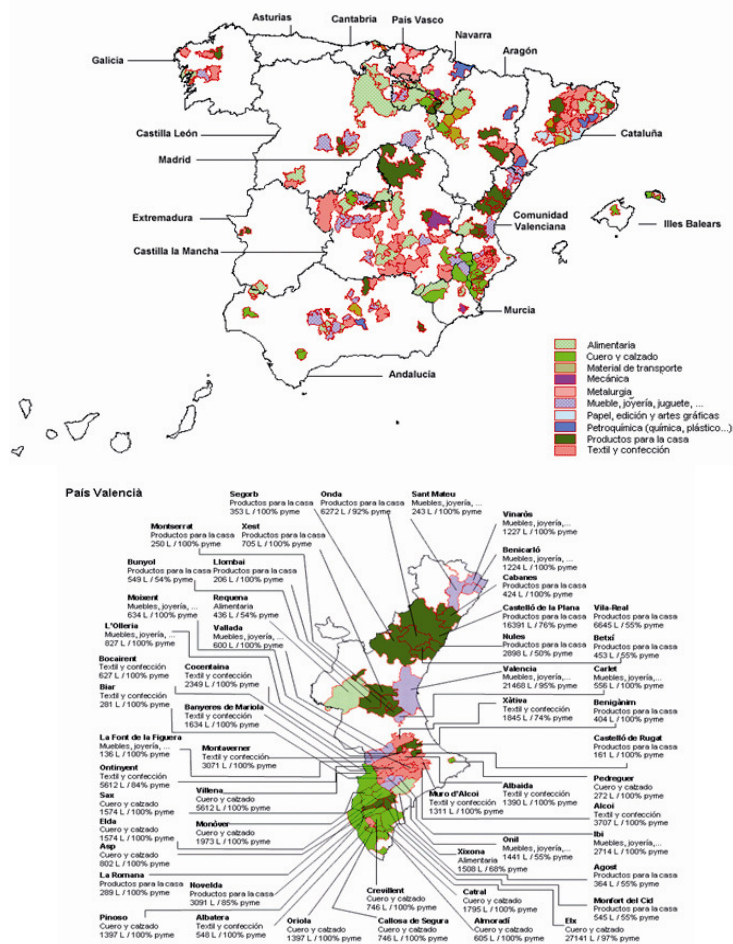 Asturias
Cantabria
País Vasco
Navarra
Aragón
Galicia
Castilla León
Cataluña
Madrid
Extremadura
Comunidad
Valenciana
Illes Balears
Castilla la Mancha
Murcia
Andalucía
Alimentaria
Cuero y calzado
Material de transporte
Mecánica
Metalurgia
Mueble, joyería, juguete, ...
Papel, edición y artes gráficas
Petroquímica (química, plástico...)
Productos para la casa
Textil y confección
País Valencià
Segorb
Productos para la casa
353 L / 100% pyme
Onda
Productos para la casa
6272 L / 92% pyme
Sant Mateu
Muebles, joyería, ...
243 L / 100% pyme
Vinaròs
Muebles, joyería,...
1227 L / 100% pyme
Montserrat
Productos para la casa
250 L / 100% pyme
Xest
Productos para la casa
705 L / 100% pyme
Benicarló
Muebles, joyería, ...
1224 L / 100% pyme
Bunyol
Productos para la casa
549 L / 54% pyme
Llombai
Productos para la casa
206 L / 100% pyme
Cabanes
Productos para la casa
424 L / 100% pyme
Moixent
Muebles, joyería, ...
634 L / 100% pyme
Requena
Alimentaria
436 L / 54% pyme
Castelló de la Plana
Productos para la casa
16391 L / 76% pyme
Vila-Real
Productos para la casa
6645 L / 55% pyme
L'Olleria
Muebles, joyería, ...
827 L / 100% pyme
Vallada
Muebles, joyería, ...
600 L / 100% pyme
Nules
Productos para la casa
2898 L / 50% pyme
Betxí
Productos para la casa
453 L / 55% pyme
Bocairent
Textil y confección
627 L / 100% pyme
Cocentaina
Textil y confección
2349 L / 100% pyme
Valencia
Muebles, joyería,...
21468 L / 95% pyme
Carlet
Muebles, joyería, ...
556 L / 100% pyme
Biar
Textil y confección
281 L / 100% pyme
Banyeres de Mariola
Textil y confección
1634 L / 100% pyme
Xàtiva
Textil y confección
1845 L / 74% pyme
Benigànim
Productos para la casa
404 L / 100% pyme
La Font de la Figuera
Muebles, joyería, ...
136 L / 100% pyme
Montaverner
Textil y confección
3071 L / 100% pyme
Castelló de Rugat
Productos para la casa
161 L / 100% pyme
Ontinyent
Textil y confección
5612 L / 84% pyme
Villena
Cuero y calzado
5612 L / 100% pyme
Muro d'Alcoi
Textil y confección
1311 L / 100% pyme
Albaida
Textil y confección
1390 L / 100% pyme
Pedreguer
Cuero y calzado
272 L / 100% pyme
Sax
Cuero y calzado
1574 L / 100% pyme
Monòver
Cuero y calzado
1973 L / 100% pyme
Alcoi
Textil y confección
3707 L / 100% pyme
Elda
Cuero y calzado
1574 L / 100% pyme
Onil
Muebles, joyería, ...
1441 L / 55% pyme
Ibi
Muebles, joyería, ...
2714 L / 100% pyme
Asp
Cuero y calzado
802 L / 100% pyme
Xixona
Alimentaria
1508 L / 68% pyme
Agost
Productos para la casa
364 L / 55% pyme
La Romana
Productos para la casa
289 L / 100% pyme
Novelda
Productos para la casa
3091 L / 85% pyme
Crevillent
Cuero y calzado
746 L / 100% pyme
Catral
Cuero y calzado
1795 L / 100% pyme
Monfort del Cid
Productos para la casa
545 L / 55% pyme
Pinoso
Cuero y calzado
1397 L / 100% pyme
Albatera
Textil y confección
548 L / 100% pyme
Oriola
Cuero y calzado
1397 L / 100% pyme
Callosa de Segura
Cuero y calzado
746 L / 100% pyme
Almoradí
Cuero y calzado
605 L / 100% pyme
Elx
Cuero y calzado
27141 L / 97% pyme